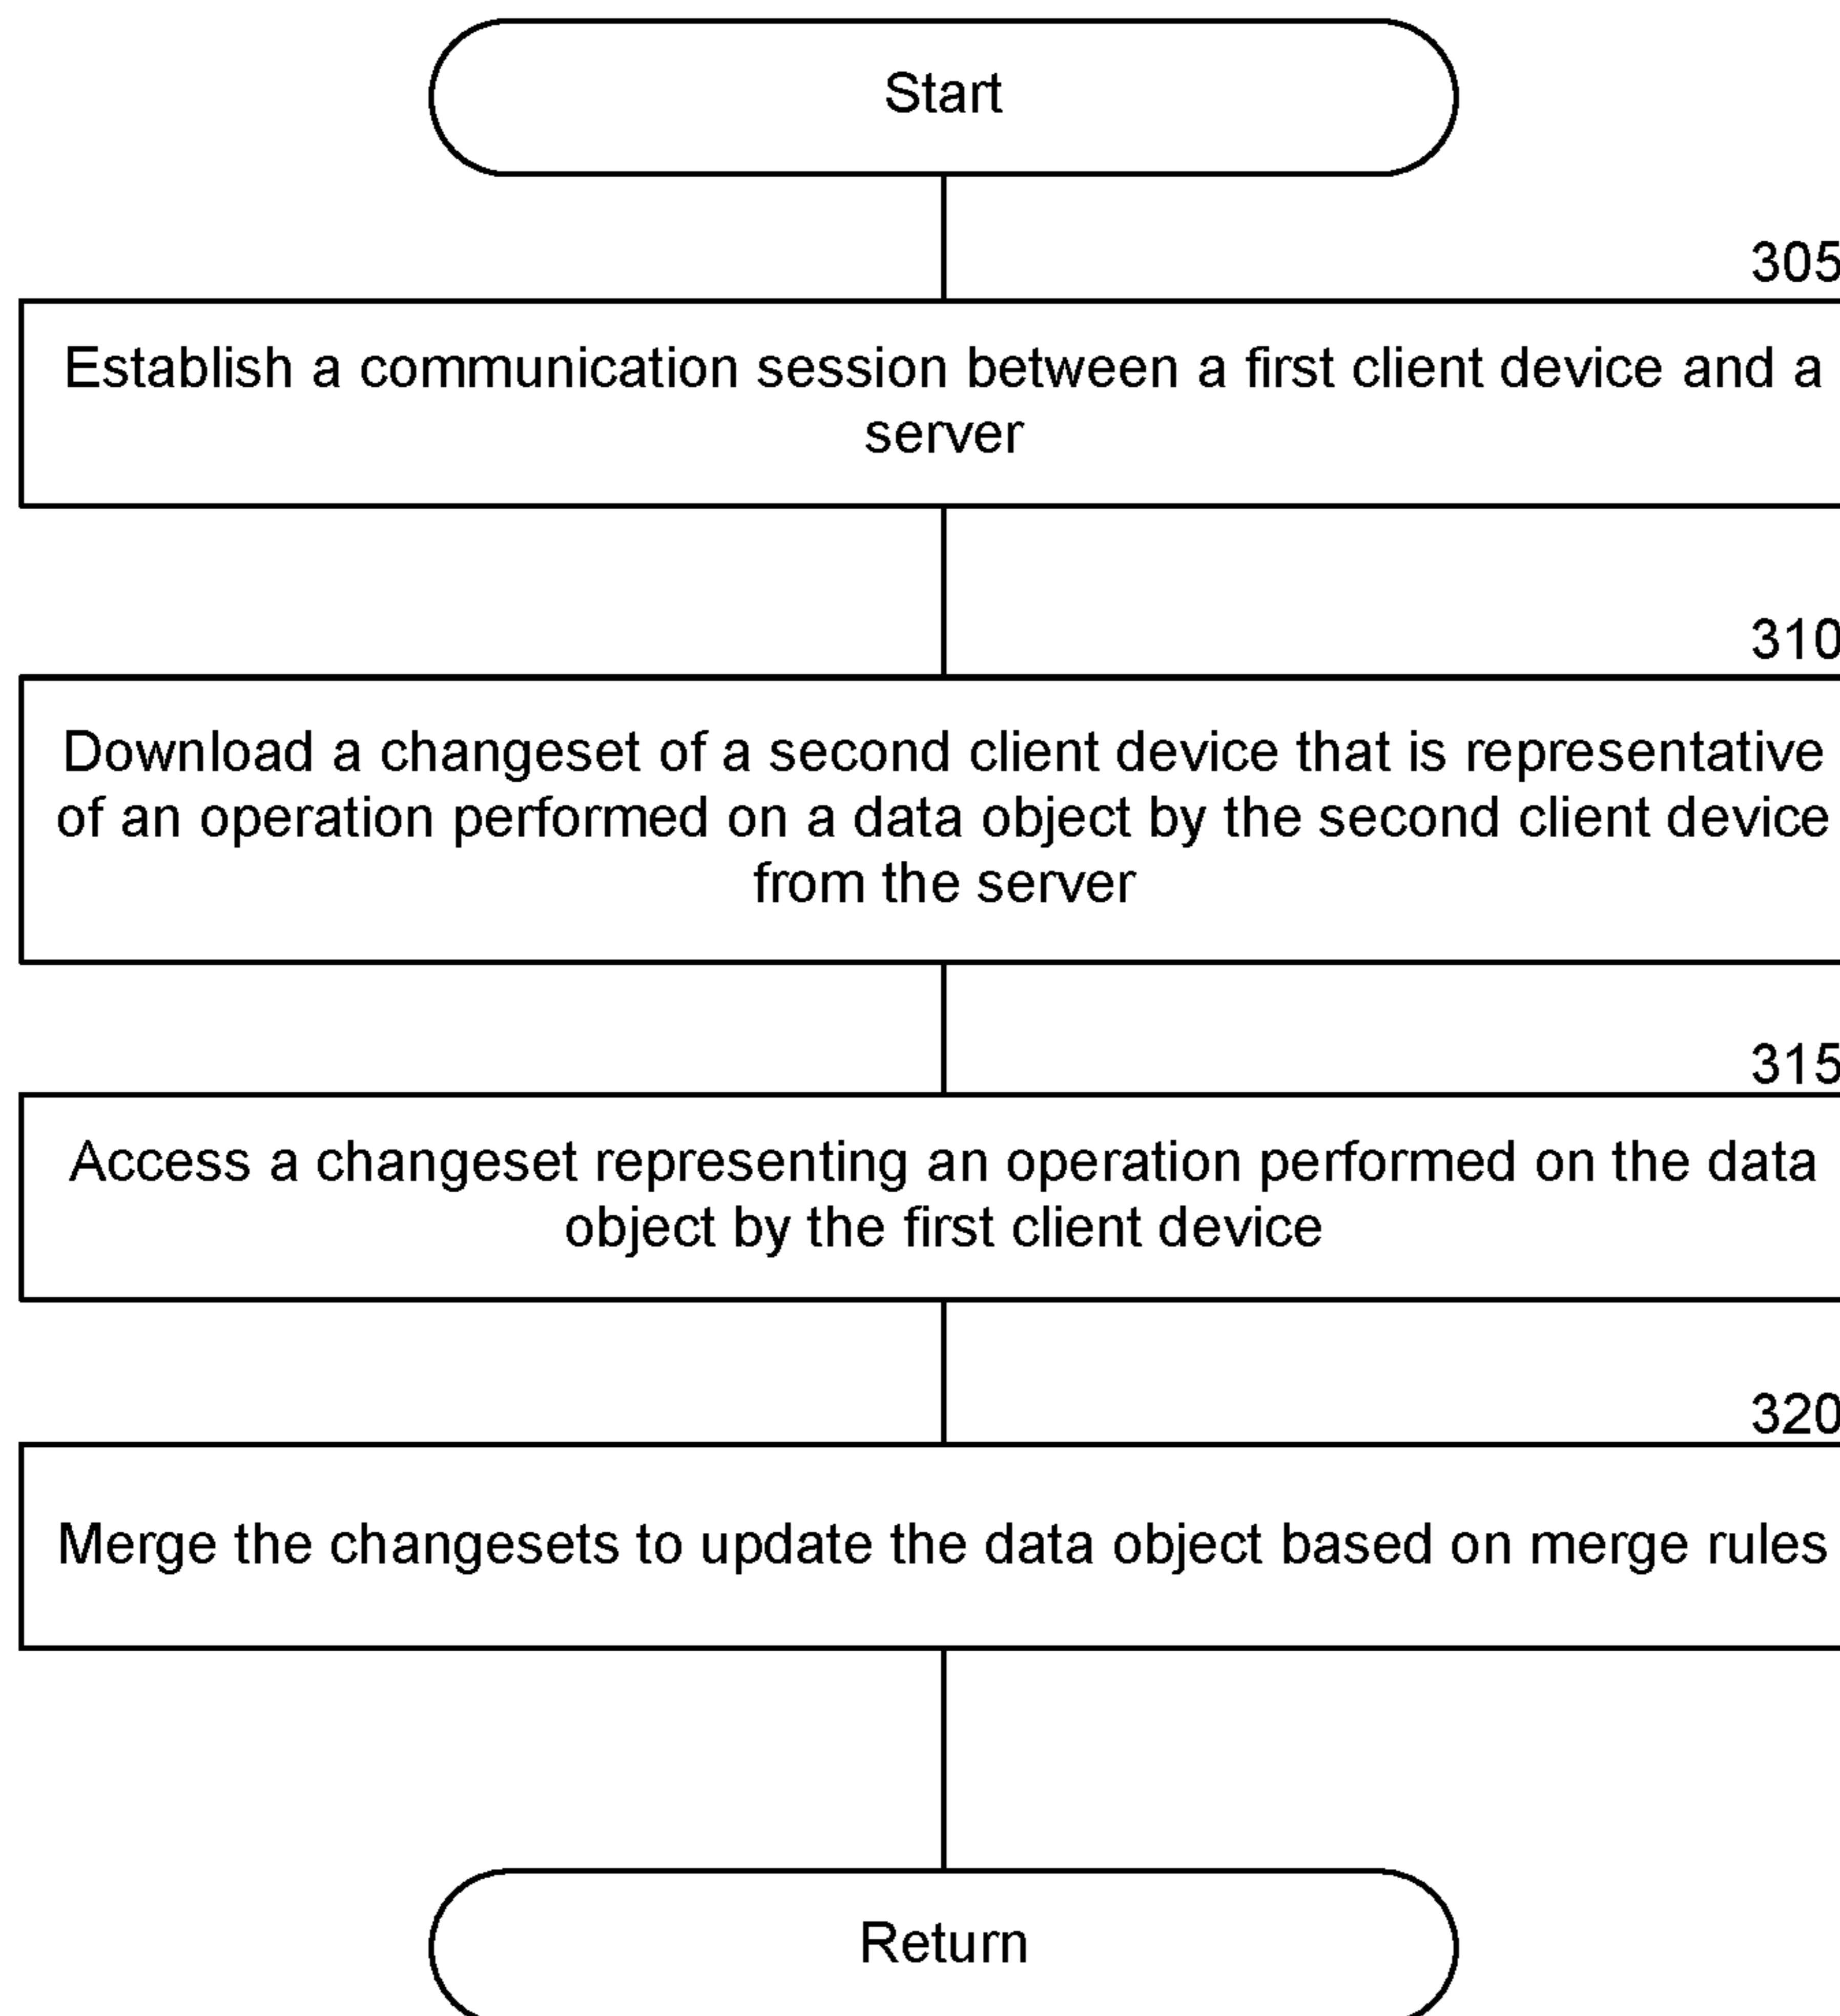 Start
305
Establish a communication session between a first client device and a
server
310
Download a changeset of a second client device that is representative
of an operation performed on a data object by the second client device
from the server
315
Access a changeset representing an operation performed on the data
object by the first client device
320
Merge the changesets to update the data object based on merge rules
Return